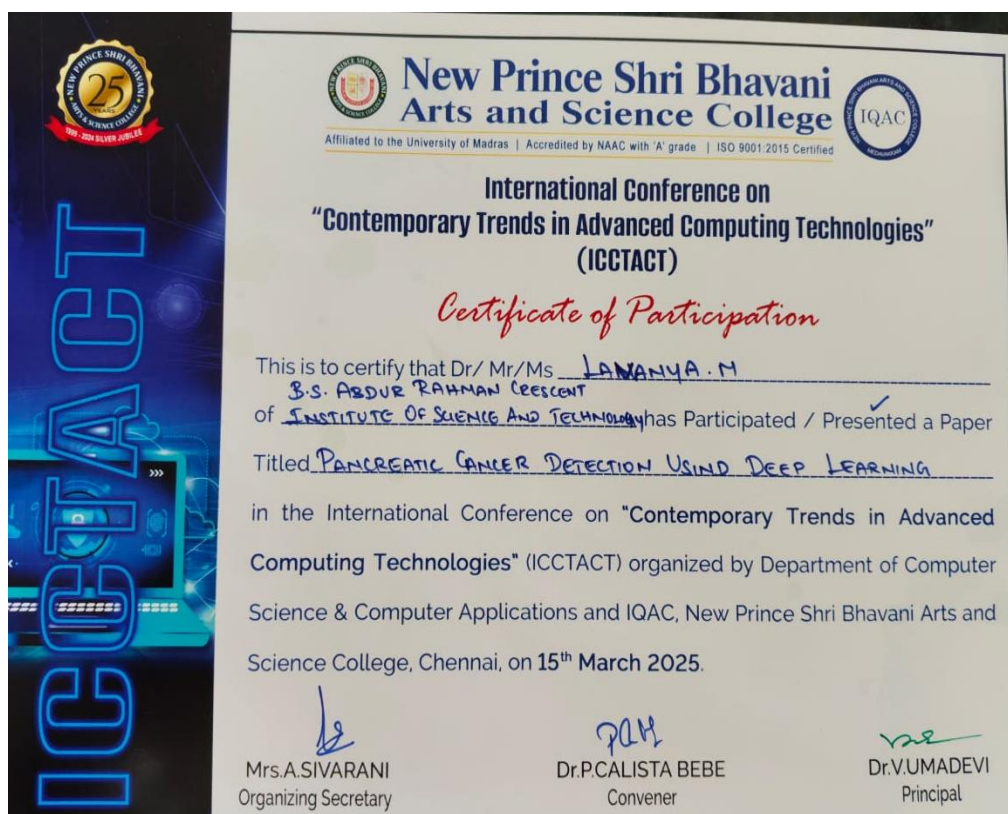 NEW PRINCE SHRI BHAVANI
ARTS & SCIENCE COLLEGE
25
YEARS
1999 - 2024 SILVER JUBILEE
ICCTACT
New Prince Shri Bhavani
Arts and Science College
IQAC
Affiliated to the University of Madras | Accredited by NAAC with 'A' grade | ISO 9001:2015 Certified
International Conference on
"Contemporary Trends in Advanced Computing Technologies"
(ICCTACT)
Certificate of Participation
This is to certify that Dr/ Mr/Ms LAVANYA.M
B.S. ABDUR RAHMAN CRESCENT
of INSTITUTE OF SCIENCE AND TECHNOLOGY has Participated / Presented a Paper
Titled PANCREATIC CANCER DETECTION USIND DEEP LEARNING
in the International Conference on "Contemporary Trends in Advanced
Computing Technologies" (ICCTACT) organized by Department of Computer
Science & Computer Applications and IQAC, New Prince Shri Bhavani Arts and
Science College, Chennai, on 15th March 2025.
Mrs.A.SIVARANI
Organizing Secretary
Dr.P.CALISTA BEBE
Convener
Dr.V.UMADEVI
Principal